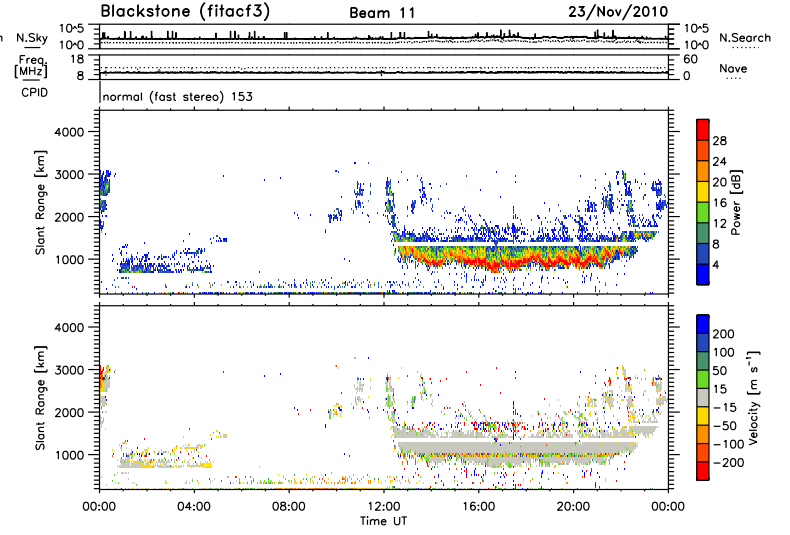 Blackstone (fitacf3) Beam 11 23/Nov/2010
n N.Sky 10^5 10^0 10^5 10^0 N.Search
Freq. [MHz] 18 8 60 0 Nave
CPID normal (fast stereo) 153
Slant Range [km] 4000 3000 2000 1000
Power [dB] 28 24 20 16 12 8 4
Slant Range [km] 4000 3000 2000 1000
Velocity [m s⁻¹] 200 100 50 15 −15 −50 −100 −200
00:00 04:00 08:00 12:00 16:00 20:00 00:00
Time UT